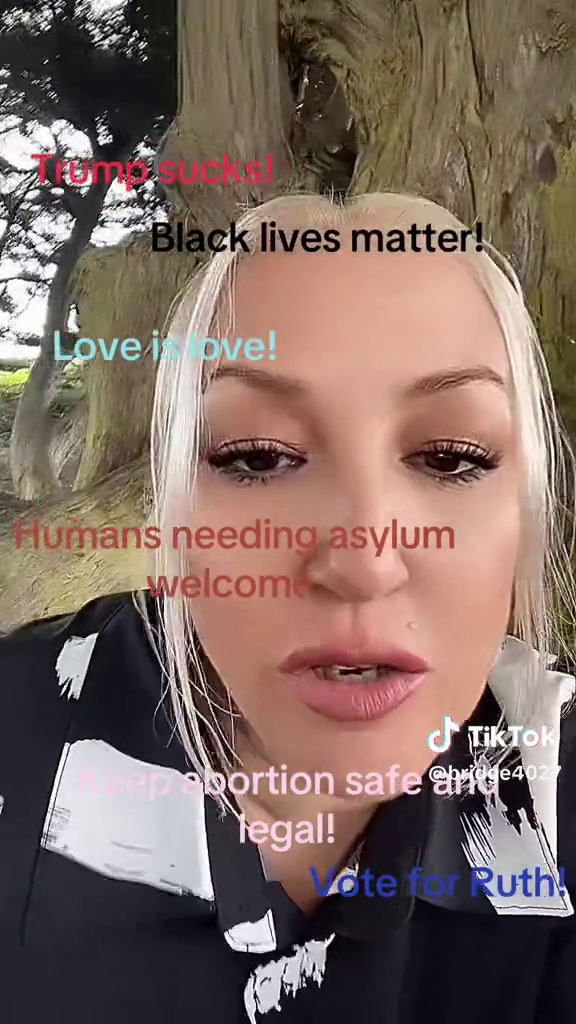 Trump sucks!
Black lives matter!
Love is love!
Humans needing asylum
welcome
Keep abortion safe and
legal!
TikTok
@bridge4027
Vote for Ruth!